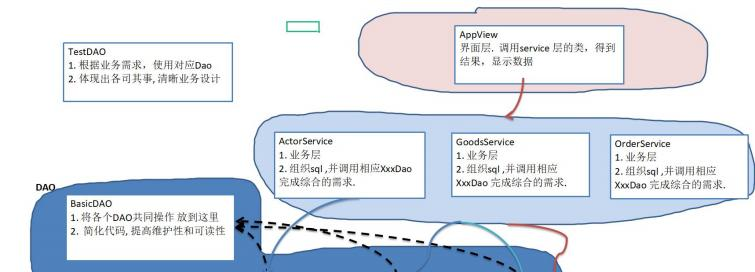 AppView
界面层. 调用service 层的类，得到
结果，显示数据
TestDAO
1. 根据业务需求，使用对应Dao
2. 体现出各司其事, 清晰业务设计
ActorService
1. 业务层
2. 组织sql ,并调用相应XxxDao
完成综合的需求.
GoodsService
1. 业务层
2. 组织sql ,并调用相应
XxxDao 完成综合的需求.
OrderService
1. 业务层
2. 组织sql ,并调用相应
XxxDao 完成综合的需求.
DAO
BasicDAO
1.将各个DAO共同操作 放到这里
2. 简化代码, 提高维护性和可读性